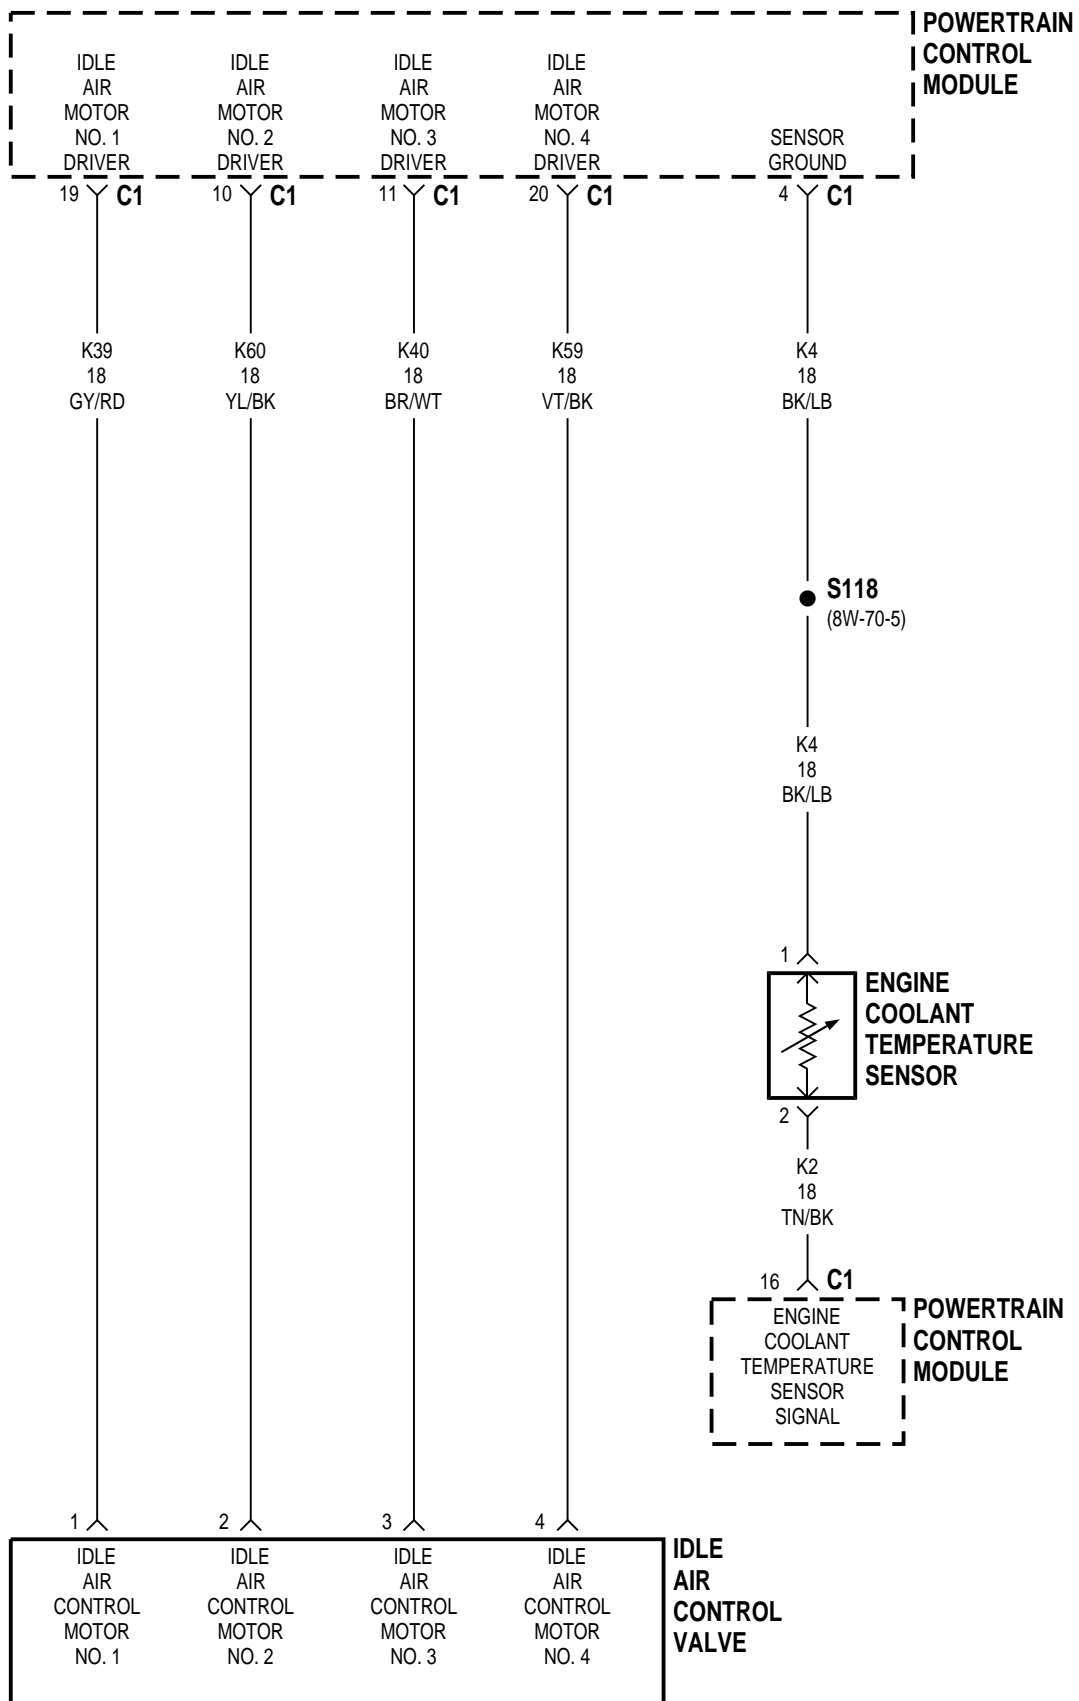 POWERTRAIN
CONTROL
MODULE
IDLE
AIR
MOTOR
NO. 1
DRIVER
IDLE
AIR
MOTOR
NO. 2
DRIVER
IDLE
AIR
MOTOR
NO. 3
DRIVER
IDLE
AIR
MOTOR
NO. 4
DRIVER
SENSOR
GROUND
19 C1
10 C1
11 C1
20 C1
4 C1
K39
18
GY/RD
K60
18
YL/BK
K40
18
BR/WT
K59
18
VT/BK
K4
18
BK/LB
S118
(8W-70-5)
K4
18
BK/LB
1
ENGINE
COOLANT
TEMPERATURE
SENSOR
2
K2
18
TN/BK
16 C1
ENGINE
COOLANT
TEMPERATURE
SENSOR
SIGNAL
POWERTRAIN
CONTROL
MODULE
1
2
3
4
IDLE
AIR
CONTROL
MOTOR
NO. 1
IDLE
AIR
CONTROL
MOTOR
NO. 2
IDLE
AIR
CONTROL
MOTOR
NO. 3
IDLE
AIR
CONTROL
MOTOR
NO. 4
IDLE
AIR
CONTROL
VALVE